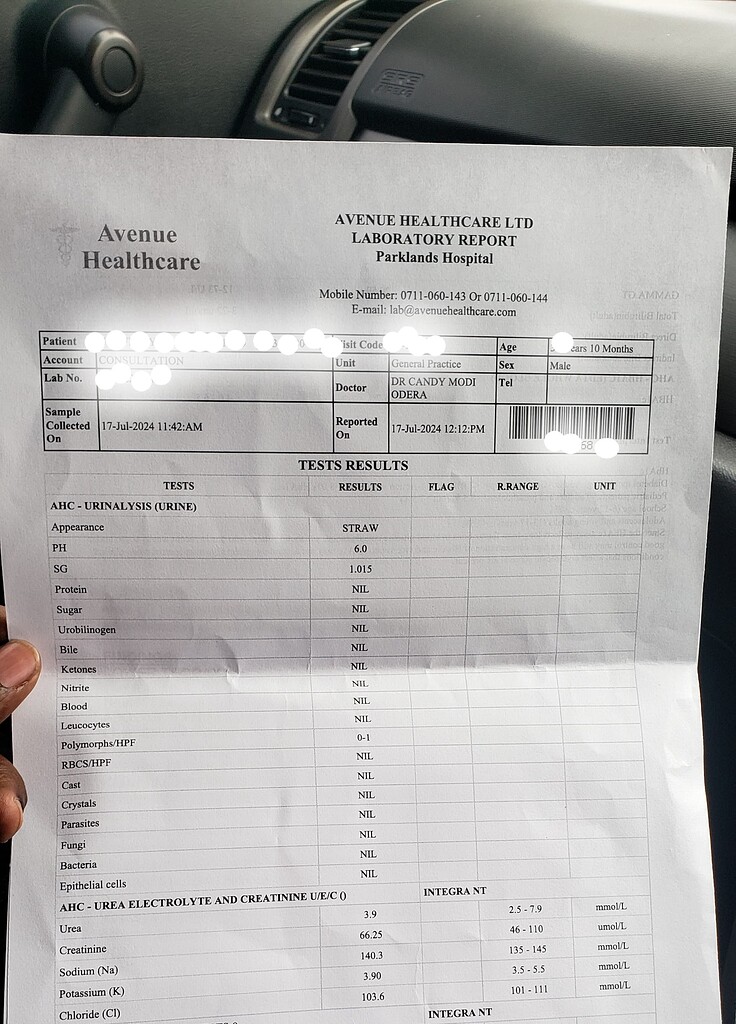 Avenue
Healthcare
AVENUE HEALTHCARE LTD
LABORATORY REPORT
Parklands Hospital
Mobile Number: 0711-060-143 Or 0711-060-144
E-mail: lab@avenuehealthcare.com
Patient Visit Code Age ears 10 Months
Account CONSULTATION Unit General Practice Sex Male
Lab No. Doctor DR CANDY MODI ODERA Tel
Sample Collected On 17-Jul-2024 11:42:AM Reported On 17-Jul-2024 12:12:PM 58
TESTS RESULTS
TESTS RESULTS FLAG R.RANGE UNIT
AHC - URINALYSIS (URINE)
Appearance STRAW
PH 6.0
SG 1.015
Protein NIL
Sugar NIL
Urobilinogen NIL
Bile NIL
Ketones NIL
Nitrite NIL
Blood NIL
Leucocytes NIL
Polymorphs/HPF 0-1
RBCS/HPF NIL
Cast NIL
Crystals NIL
Parasites NIL
Fungi NIL
Bacteria NIL
Epithelial cells NIL
AHC - UREA ELECTROLYTE AND CREATININE U/E/C () INTEGRA NT
Urea 3.9 2.5 - 7.9 mmol/L
Creatinine 66.25 46 - 110 umol/L
Sodium (Na) 140.3 135 - 145 mmol/L
Potassium (K) 3.90 3.5 - 5.5 mmol/L
Chloride (Cl) 103.6 101 - 111 mmol/L
INTEGRA NT